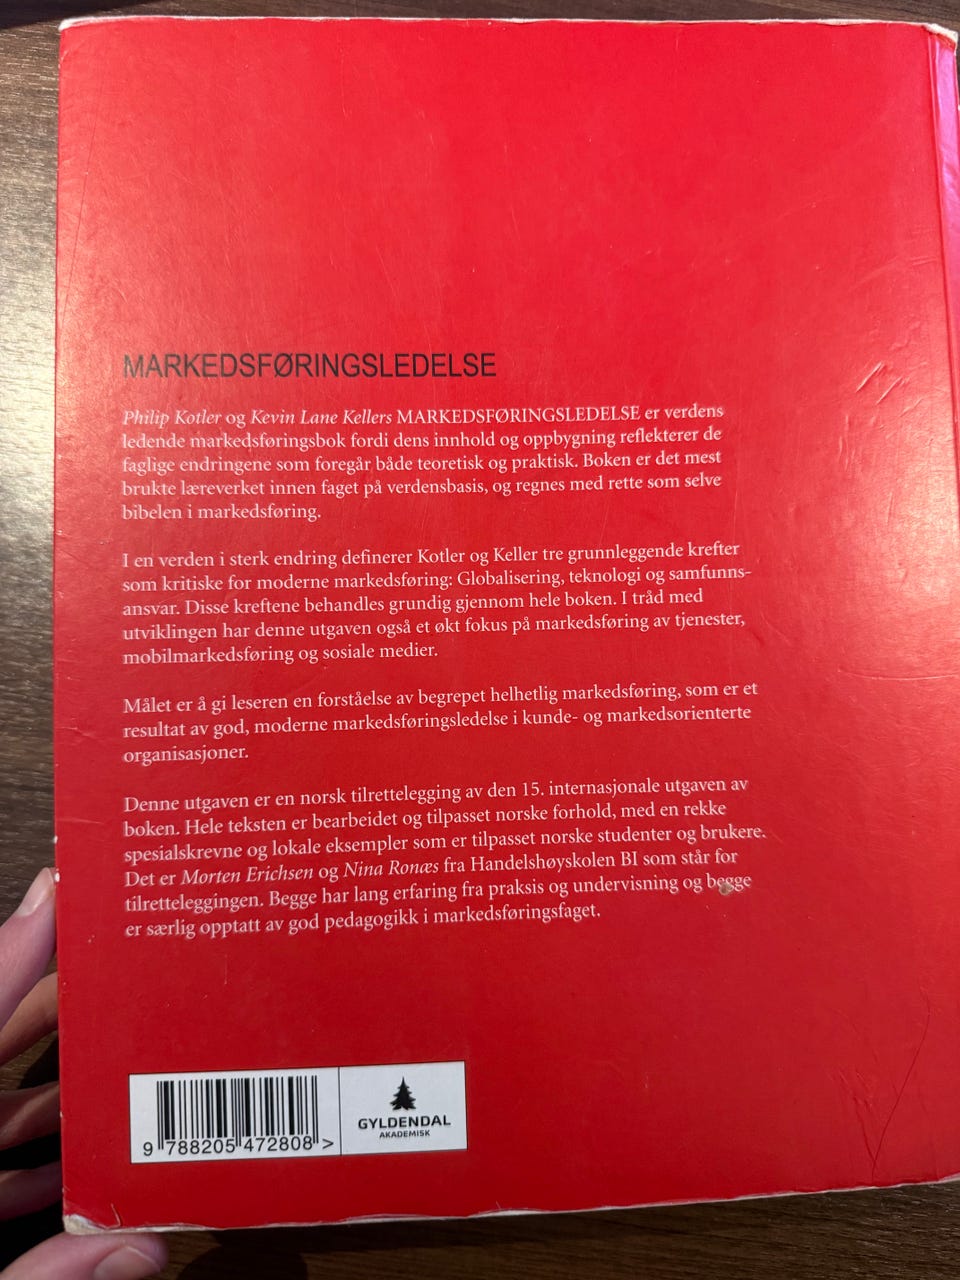 MARKEDSFØRINGSLEDELSE
Philip Kotler og Kevin Lane Kellers MARKEDSFØRINGSLEDELSE er verdens
ledende markedsføringsbok fordi dens innhold og oppbygning reflekterer de
faglige endringene som foregår både teoretisk og praktisk. Boken er det mest
brukte læreverket innen faget på verdensbasis, og regnes med rette som selve
bibelen i markedsføring.
I en verden i sterk endring definerer Kotler og Keller tre grunnleggende krefter
som kritiske for moderne markedsføring: Globalisering, teknologi og samfunns-
ansvar. Disse kreftene behandles grundig gjennom hele boken. I tråd med
utviklingen har denne utgaven også et økt fokus på markedsføring av tjenester,
mobilmarkedsføring og sosiale medier.
Målet er å gi leseren en forståelse av begrepet helhetlig markedsføring, som er et
resultat av god, moderne markedsføringsledelse i kunde- og markedsorienterte
organisasjoner.
Denne utgaven er en norsk tilrettelegging av den 15. internasjonale utgaven av
boken. Hele teksten er bearbeidet og tilpasset norske forhold, med en rekke
spesialskrevne og lokale eksempler som er tilpasset norske studenter og brukere.
Det er Morten Erichsen og Nina Ronæs fra Handelshøyskolen BI som står for
tilretteleggingen. Begge har lang erfaring fra praksis og undervisning og begge
er særlig opptatt av god pedagogikk i markedsføringsfaget.
9 788205 472808 >
GYLDENDAL
AKADEMISK